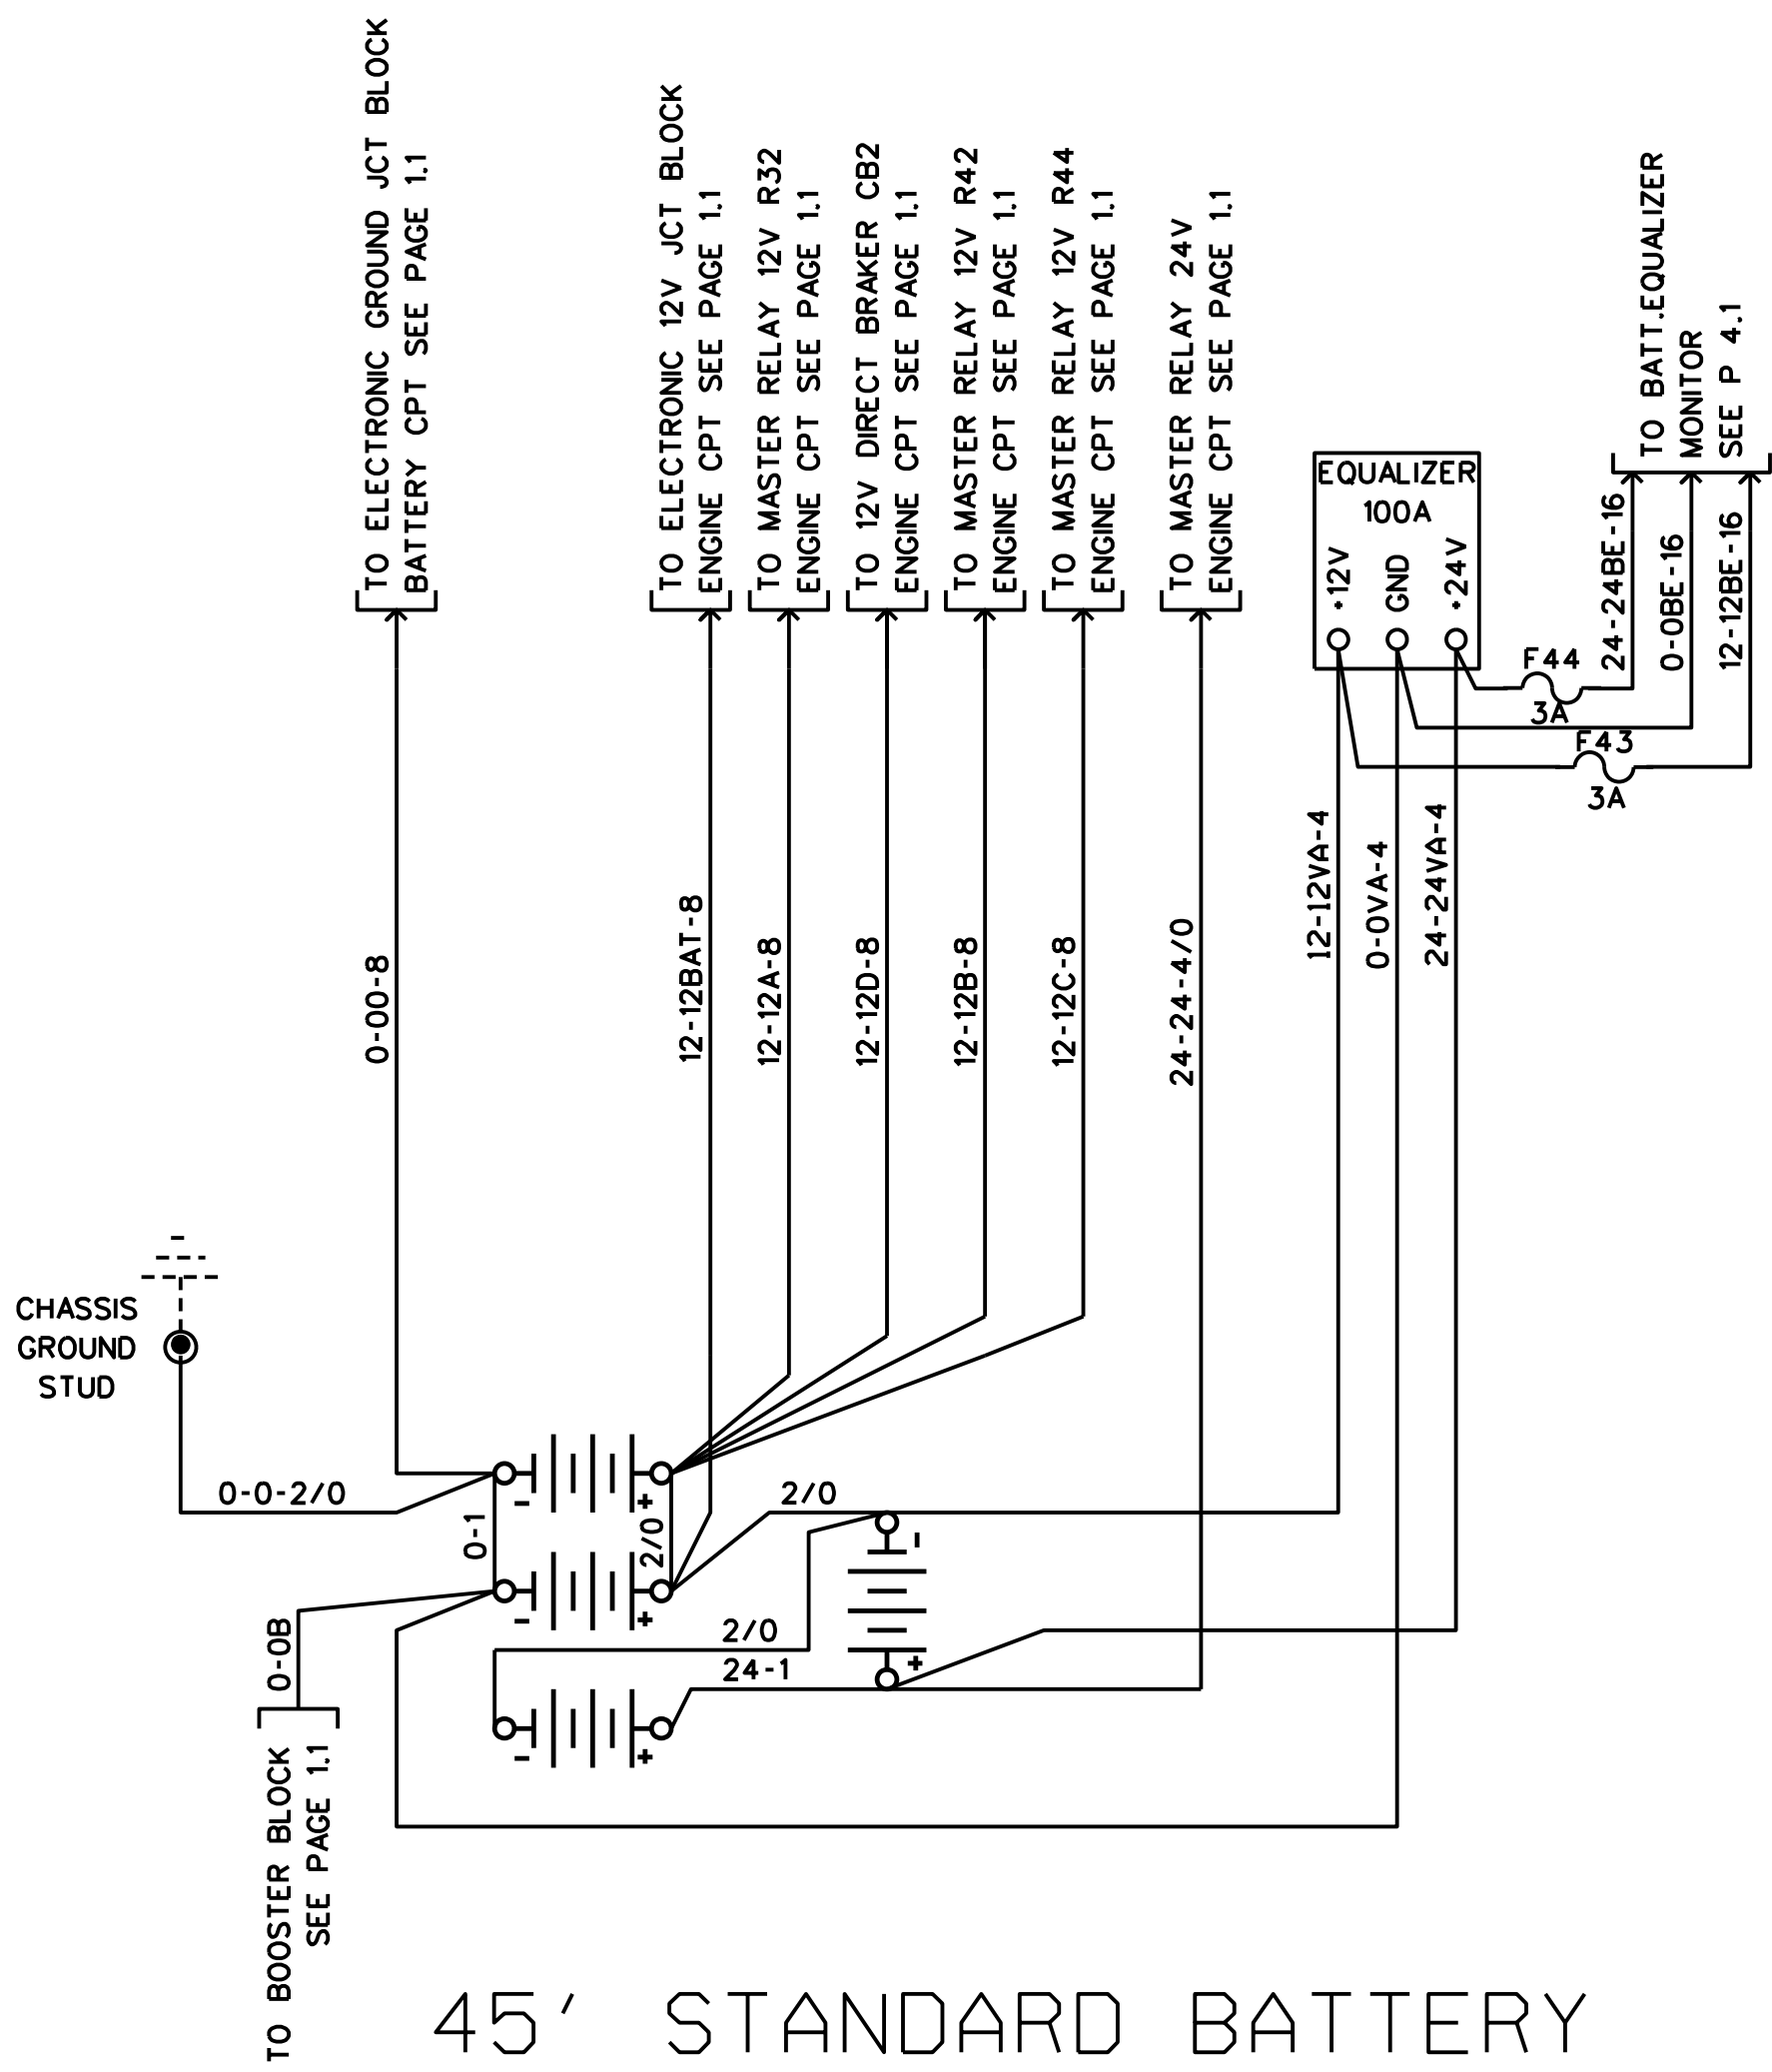 TO ELECTRONIC GROUND JCT BLOCK
BATTERY CPT SEE PAGE 1.1
TO ELECTRONIC 12V JCT BLOCK
ENGINE CPT SEE PAGE 1.1
TO MASTER RELAY 12V R32
ENGINE CPT SEE PAGE 1.1
TO 12V DIRECT BRAKER CB2
ENGINE CPT SEE PAGE 1.1
TO MASTER RELAY 12V R42
ENGINE CPT SEE PAGE 1.1
TO MASTER RELAY 12V R44
ENGINE CPT SEE PAGE 1.1
TO MASTER RELAY 24V
ENGINE CPT SEE PAGE 1.1
TO BATT.EQUALIZER
MONITOR
SEE P 4.1
EQUALIZER
100A
+12V
GND
+24V
24-24BE-16
0-0BE-16
12-12BE-16
F44
3A
F43
3A
12-12VA-4
0-0VA-4
24-24VA-4
0-00-8
12-12BAT-8
12-12A-8
12-12D-8
12-12B-8
12-12C-8
24-24-4/0
CHASSIS
GROUND
STUD
0-0-2/0
-
+
2/0
0-1
2/0
-
-
+
0-0B
2/0
24-1
+
-
+
TO BOOSTER BLOCK
SEE PAGE 1.1
45' STANDARD BATTERY